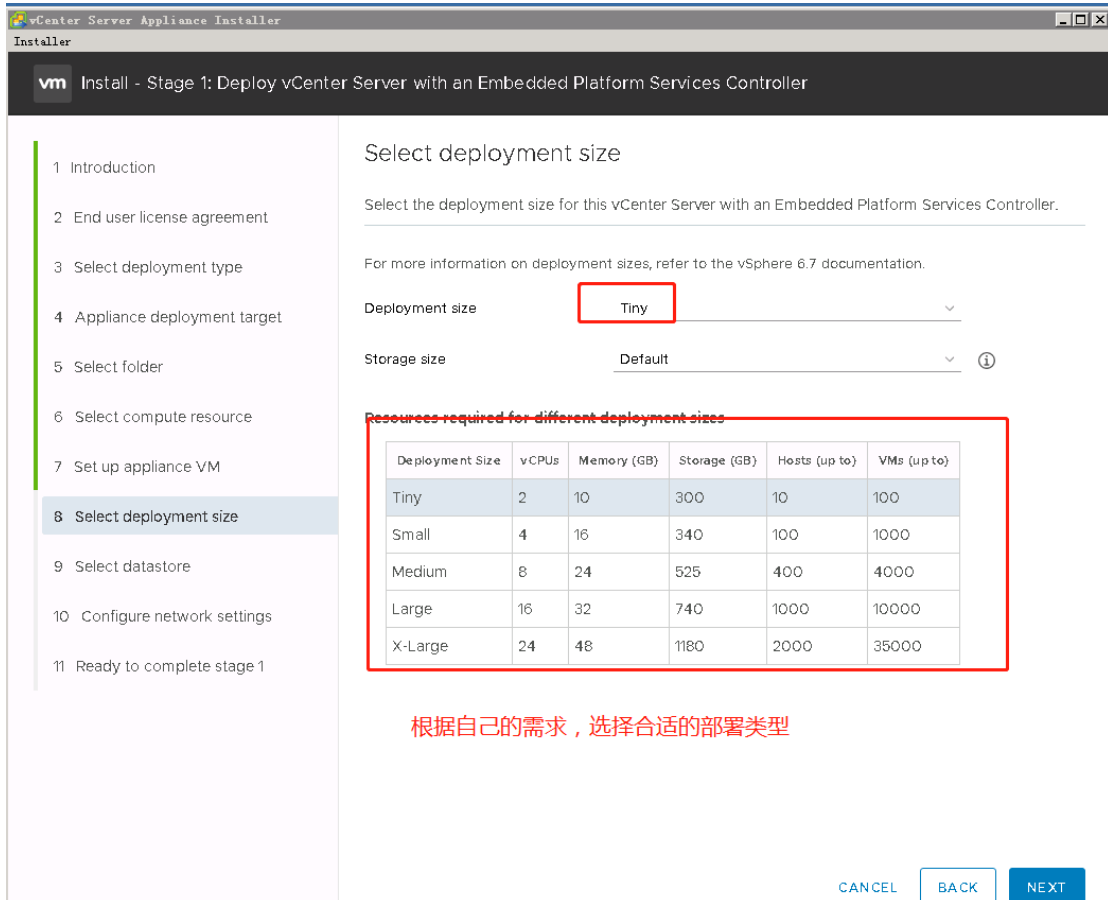 vCenter Server Appliance Installer
Installer
vm Install - Stage 1: Deploy vCenter Server with an Embedded Platform Services Controller
1 Introduction
2 End user license agreement
3 Select deployment type
4 Appliance deployment target
5 Select folder
6 Select compute resource
7 Set up appliance VM
8 Select deployment size
9 Select datastore
10 Configure network settings
11 Ready to complete stage 1
Select deployment size
Select the deployment size for this vCenter Server with an Embedded Platform Services Controller.
For more information on deployment sizes, refer to the vSphere 6.7 documentation.
Deployment size Tiny
Storage size Default
Resources required for different deployment sizes
Deployment Size vCPUs Memory (GB) Storage (GB) Hosts (up to) VMs (up to)
Tiny 2 10 300 10 100
Small 4 16 340 100 1000
Medium 8 24 525 400 4000
Large 16 32 740 1000 10000
X-Large 24 48 1180 2000 35000
根据自己的需求，选择合适的部署类型
CANCEL BACK NEXT